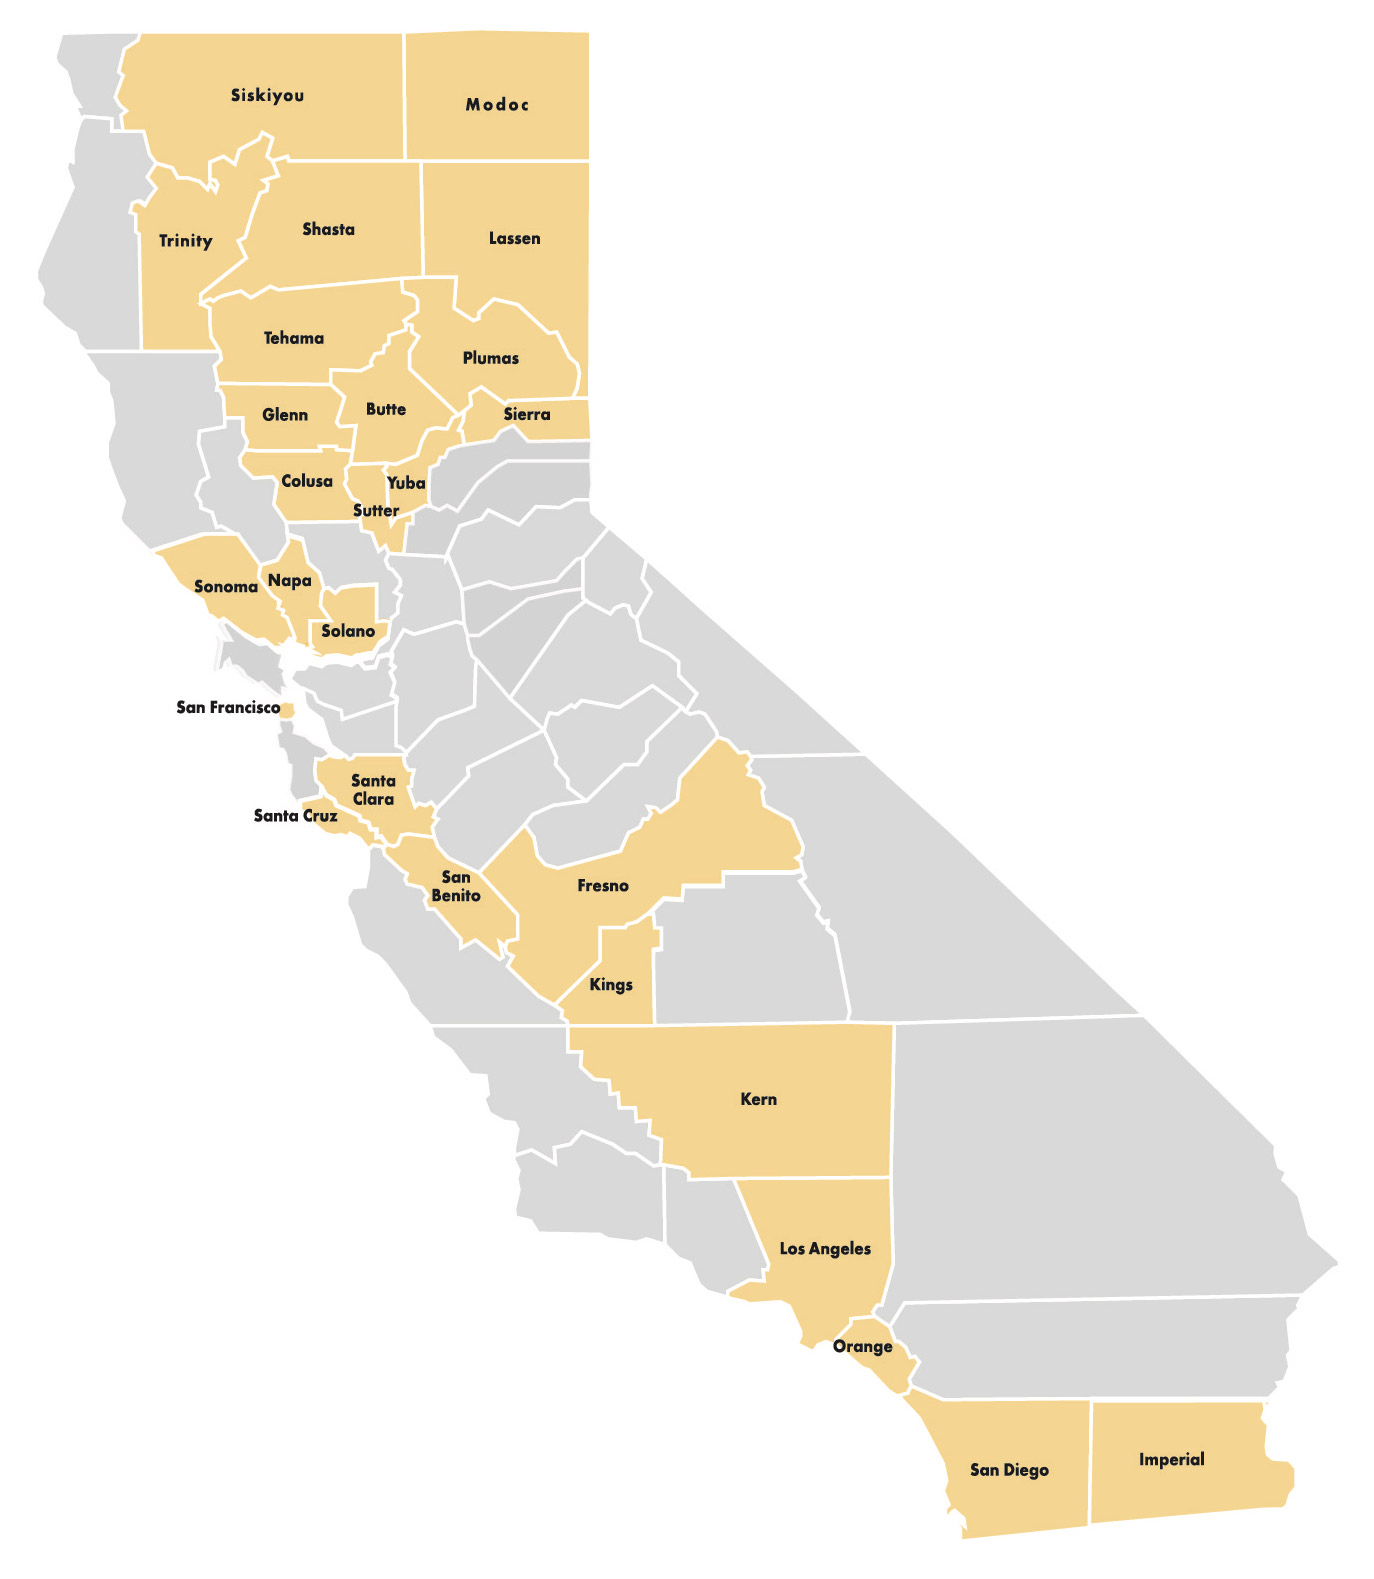 Siskiyou
Modoc
Trinity
Shasta
Lassen
Tehama
Plumas
Glenn
Butte
Sierra
Colusa
Yuba
Sutter
Sonoma
Napa
Solano
San Francisco
Santa
Clara
Santa Cruz
San
Benito
Fresno
Kings
Kern
Los Angeles
Orange
San Diego
Imperial